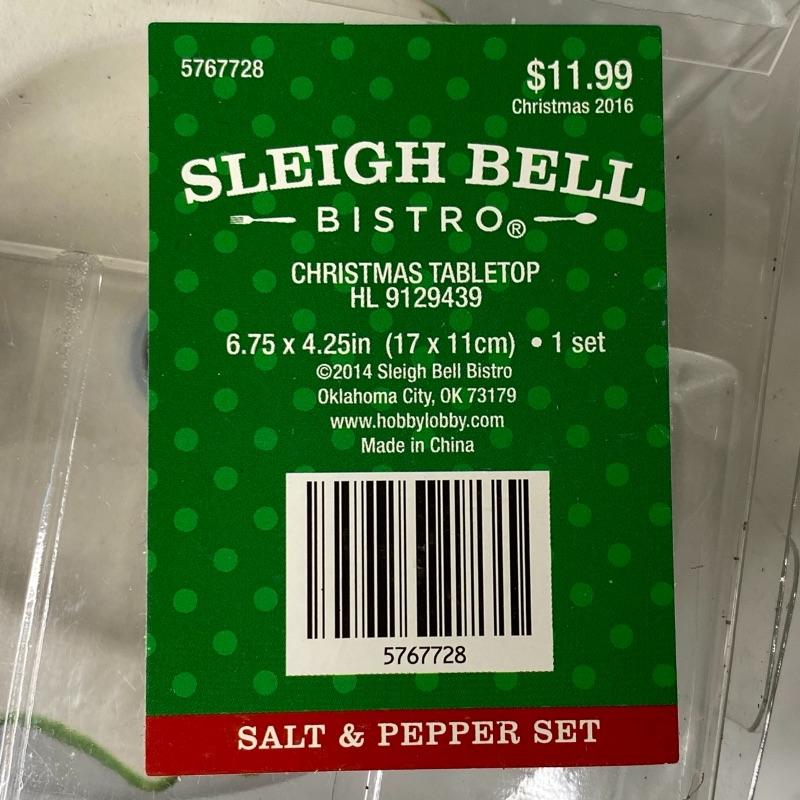 5767728
$11.99
Christmas 2016
SLEIGH BELL
BISTRO®
CHRISTMAS TABLETOP
HL 9129439
6.75 x 4.25in (17 x 11cm) • 1 set
©2014 Sleigh Bell Bistro
Oklahoma City, OK 73179
www.hobbylobby.com
Made in China
5767728
SALT & PEPPER SET